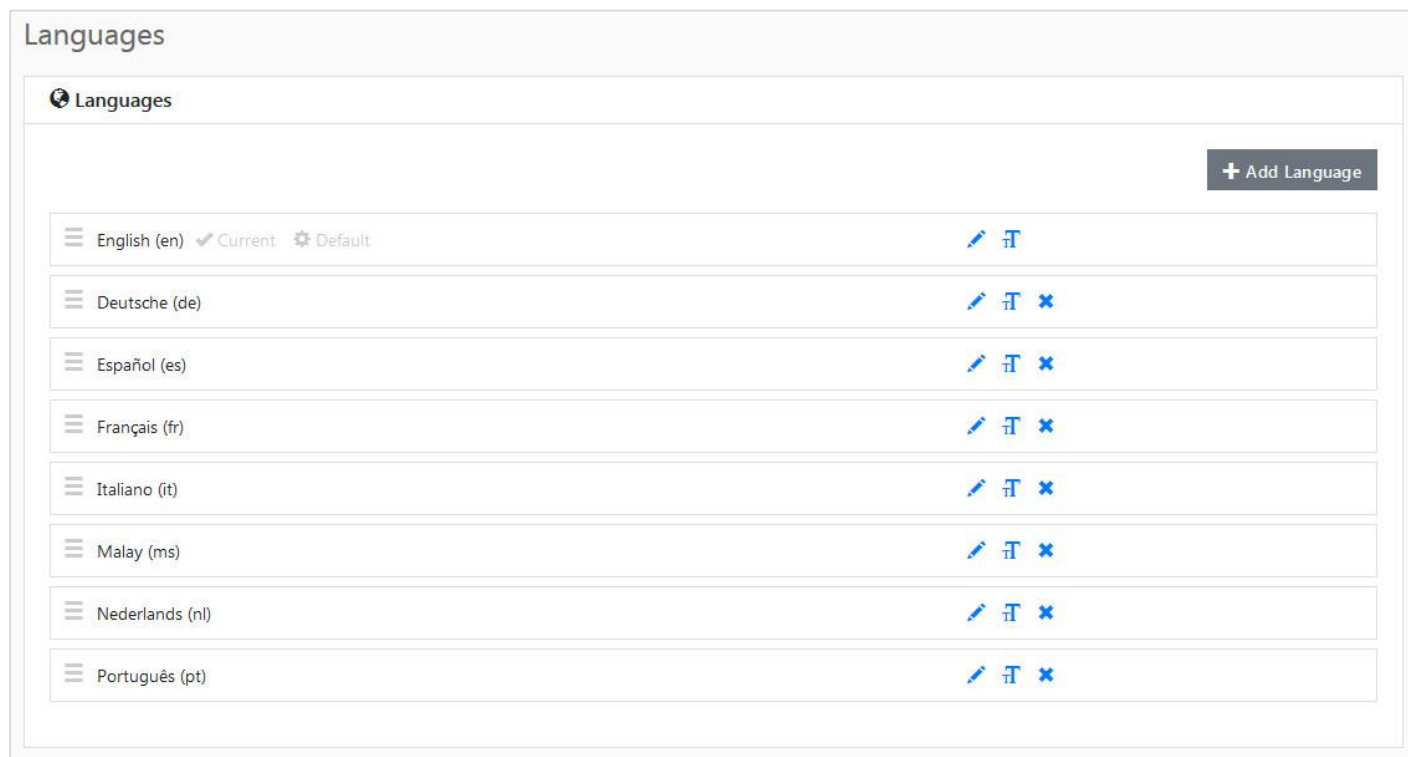 Languages
Languages
Add Language
English (en) Current Default
Deutsche (de)
Español (es)
Français (fr)
Italiano (it)
Malay (ms)
Nederlands (nl)
Português (pt)